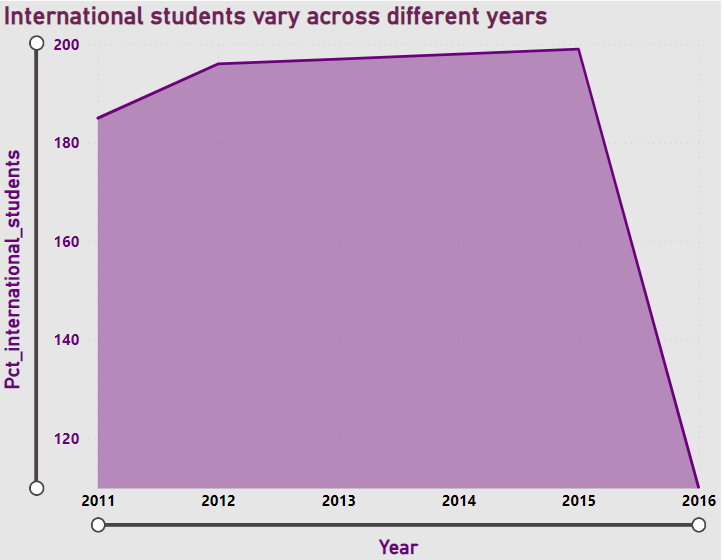 International students vary across different years
200
180
160
140
120
Pct_international_students
2011 2012 2013 2014 2015 2016
Year